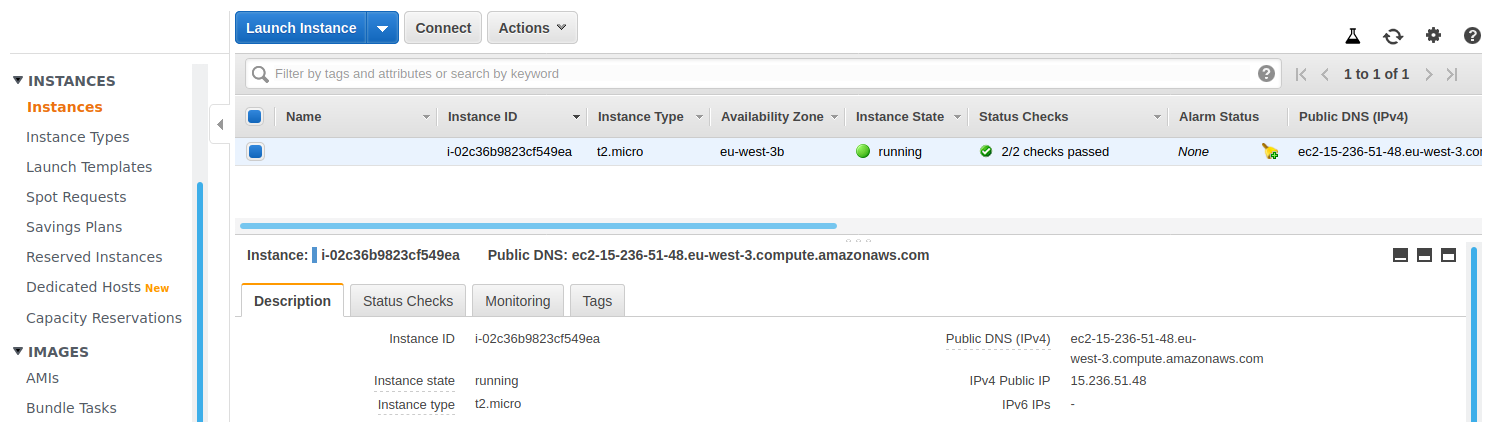 Launch Instance
Connect
Actions
INSTANCES
Instances
Instance Types
Launch Templates
Spot Requests
Savings Plans
Reserved Instances
Dedicated Hosts New
Capacity Reservations
IMAGES
AMIs
Bundle Tasks
Filter by tags and attributes or search by keyword
1 to 1 of 1
Name Instance ID Instance Type Availability Zone Instance State Status Checks Alarm Status Public DNS (IPv4)
i-02c36b9823cf549ea t2.micro eu-west-3b running 2/2 checks passed None ec2-15-236-51-48.eu-west-3.co
Instance: i-02c36b9823cf549ea Public DNS: ec2-15-236-51-48.eu-west-3.compute.amazonaws.com
Description Status Checks Monitoring Tags
Instance ID i-02c36b9823cf549ea Public DNS (IPv4) ec2-15-236-51-48.eu-
west-3.compute.amazonaws.com
Instance state running IPv4 Public IP 15.236.51.48
Instance type t2.micro IPv6 IPs -